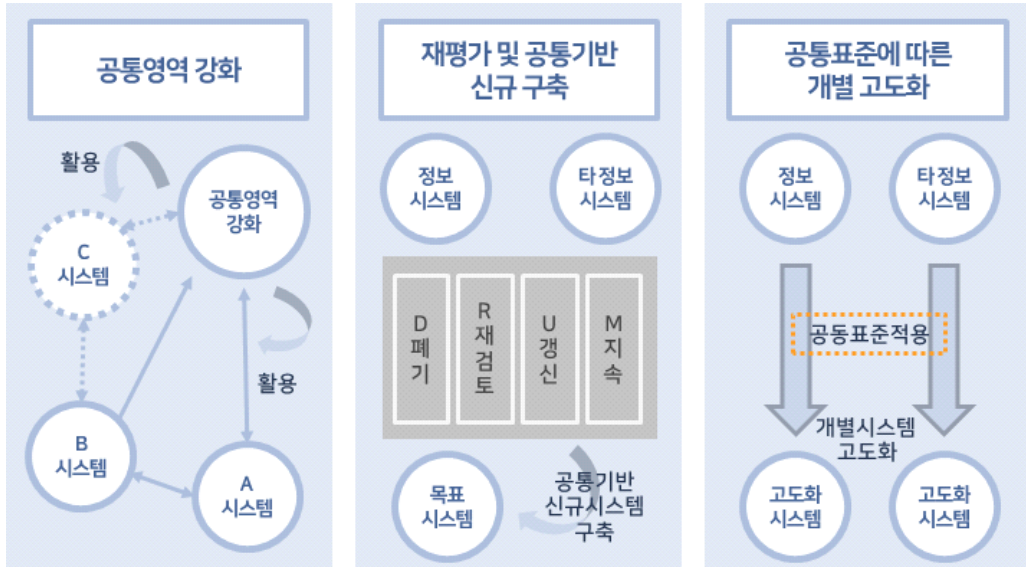 공통영역 강화
활용
공통영역
강화
C
시스템
활용
B
시스템
A
시스템
재평가 및 공통기반
신규 구축
정보
시스템
타 정보
시스템
D
폐
기
R
재
검
토
U
갱
신
M
지
속
목표
시스템
공통기반
신규시스템
구축
공통표준에 따른
개별 고도화
정보
시스템
타 정보
시스템
공동표준적용
개별시스템
고도화
고도화
시스템
고도화
시스템